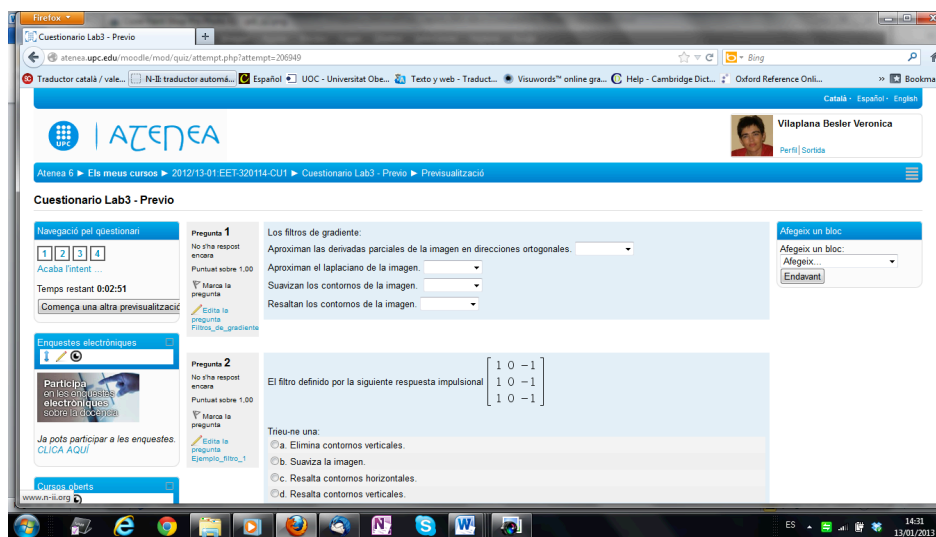 Firefox
Cuestionario Lab3 - Previo
+
atenea.upc.edu/moodle/mod/quiz/attempt.php?attempt=206949
Bing
Traductor català / vale...
N-II: traductor automá...
Español
UOC - Universitat Obe...
Texto y web - Traduct...
Visuwords™ online gra...
Help - Cambridge Dict...
Oxford Reference Onli...
»
Bookma
Català · Español · English
UPC
ATENEA
Vilaplana Besler Veronica
Perfil | Sortida
Atenea 6 ► Els meus cursos ► 2012/13-01:EET-320114-CU1 ► Cuestionario Lab3 - Previo ► Previsualització
Cuestionario Lab3 - Previo
Navegació pel qüestionari
1 2 3 4
Acaba l'intent ...
Temps restant 0:02:51
Comença una altra previsualització
Enquestes electròniques
Participa
en les enquestes
electròniques
sobre la docència
Ja pots participar a les enquestes.
CLICA AQUÍ
Cursos oberts
www.n-ii.org
Pregunta 1
No s'ha respost
encara
Puntuat sobre 1,00
Marca la
pregunta
Edita la
pregunta
Filtros_de_gradiente
Los filtros de gradiente:
Aproximan las derivadas parciales de la imagen en direcciones ortogonales.
Aproximan el laplaciano de la imagen.
Suavizan los contornos de la imagen.
Resaltan los contornos de la imagen.
Pregunta 2
No s'ha respost
encara
Puntuat sobre 1,00
Marca la
pregunta
Edita la
pregunta
Ejemplo_filtro_1
El filtro definido por la siguiente respuesta impulsional
1 0 −1
1 0 −1
1 0 −1
Trieu-ne una:
a. Elimina contornos verticales.
b. Suaviza la imagen.
c. Resalta contornos horizontales.
d. Resalta contornos verticales.
Afegeix un bloc
Afegeix un bloc:
Afegeix...
Endavant
ES
14:31
13/01/2013